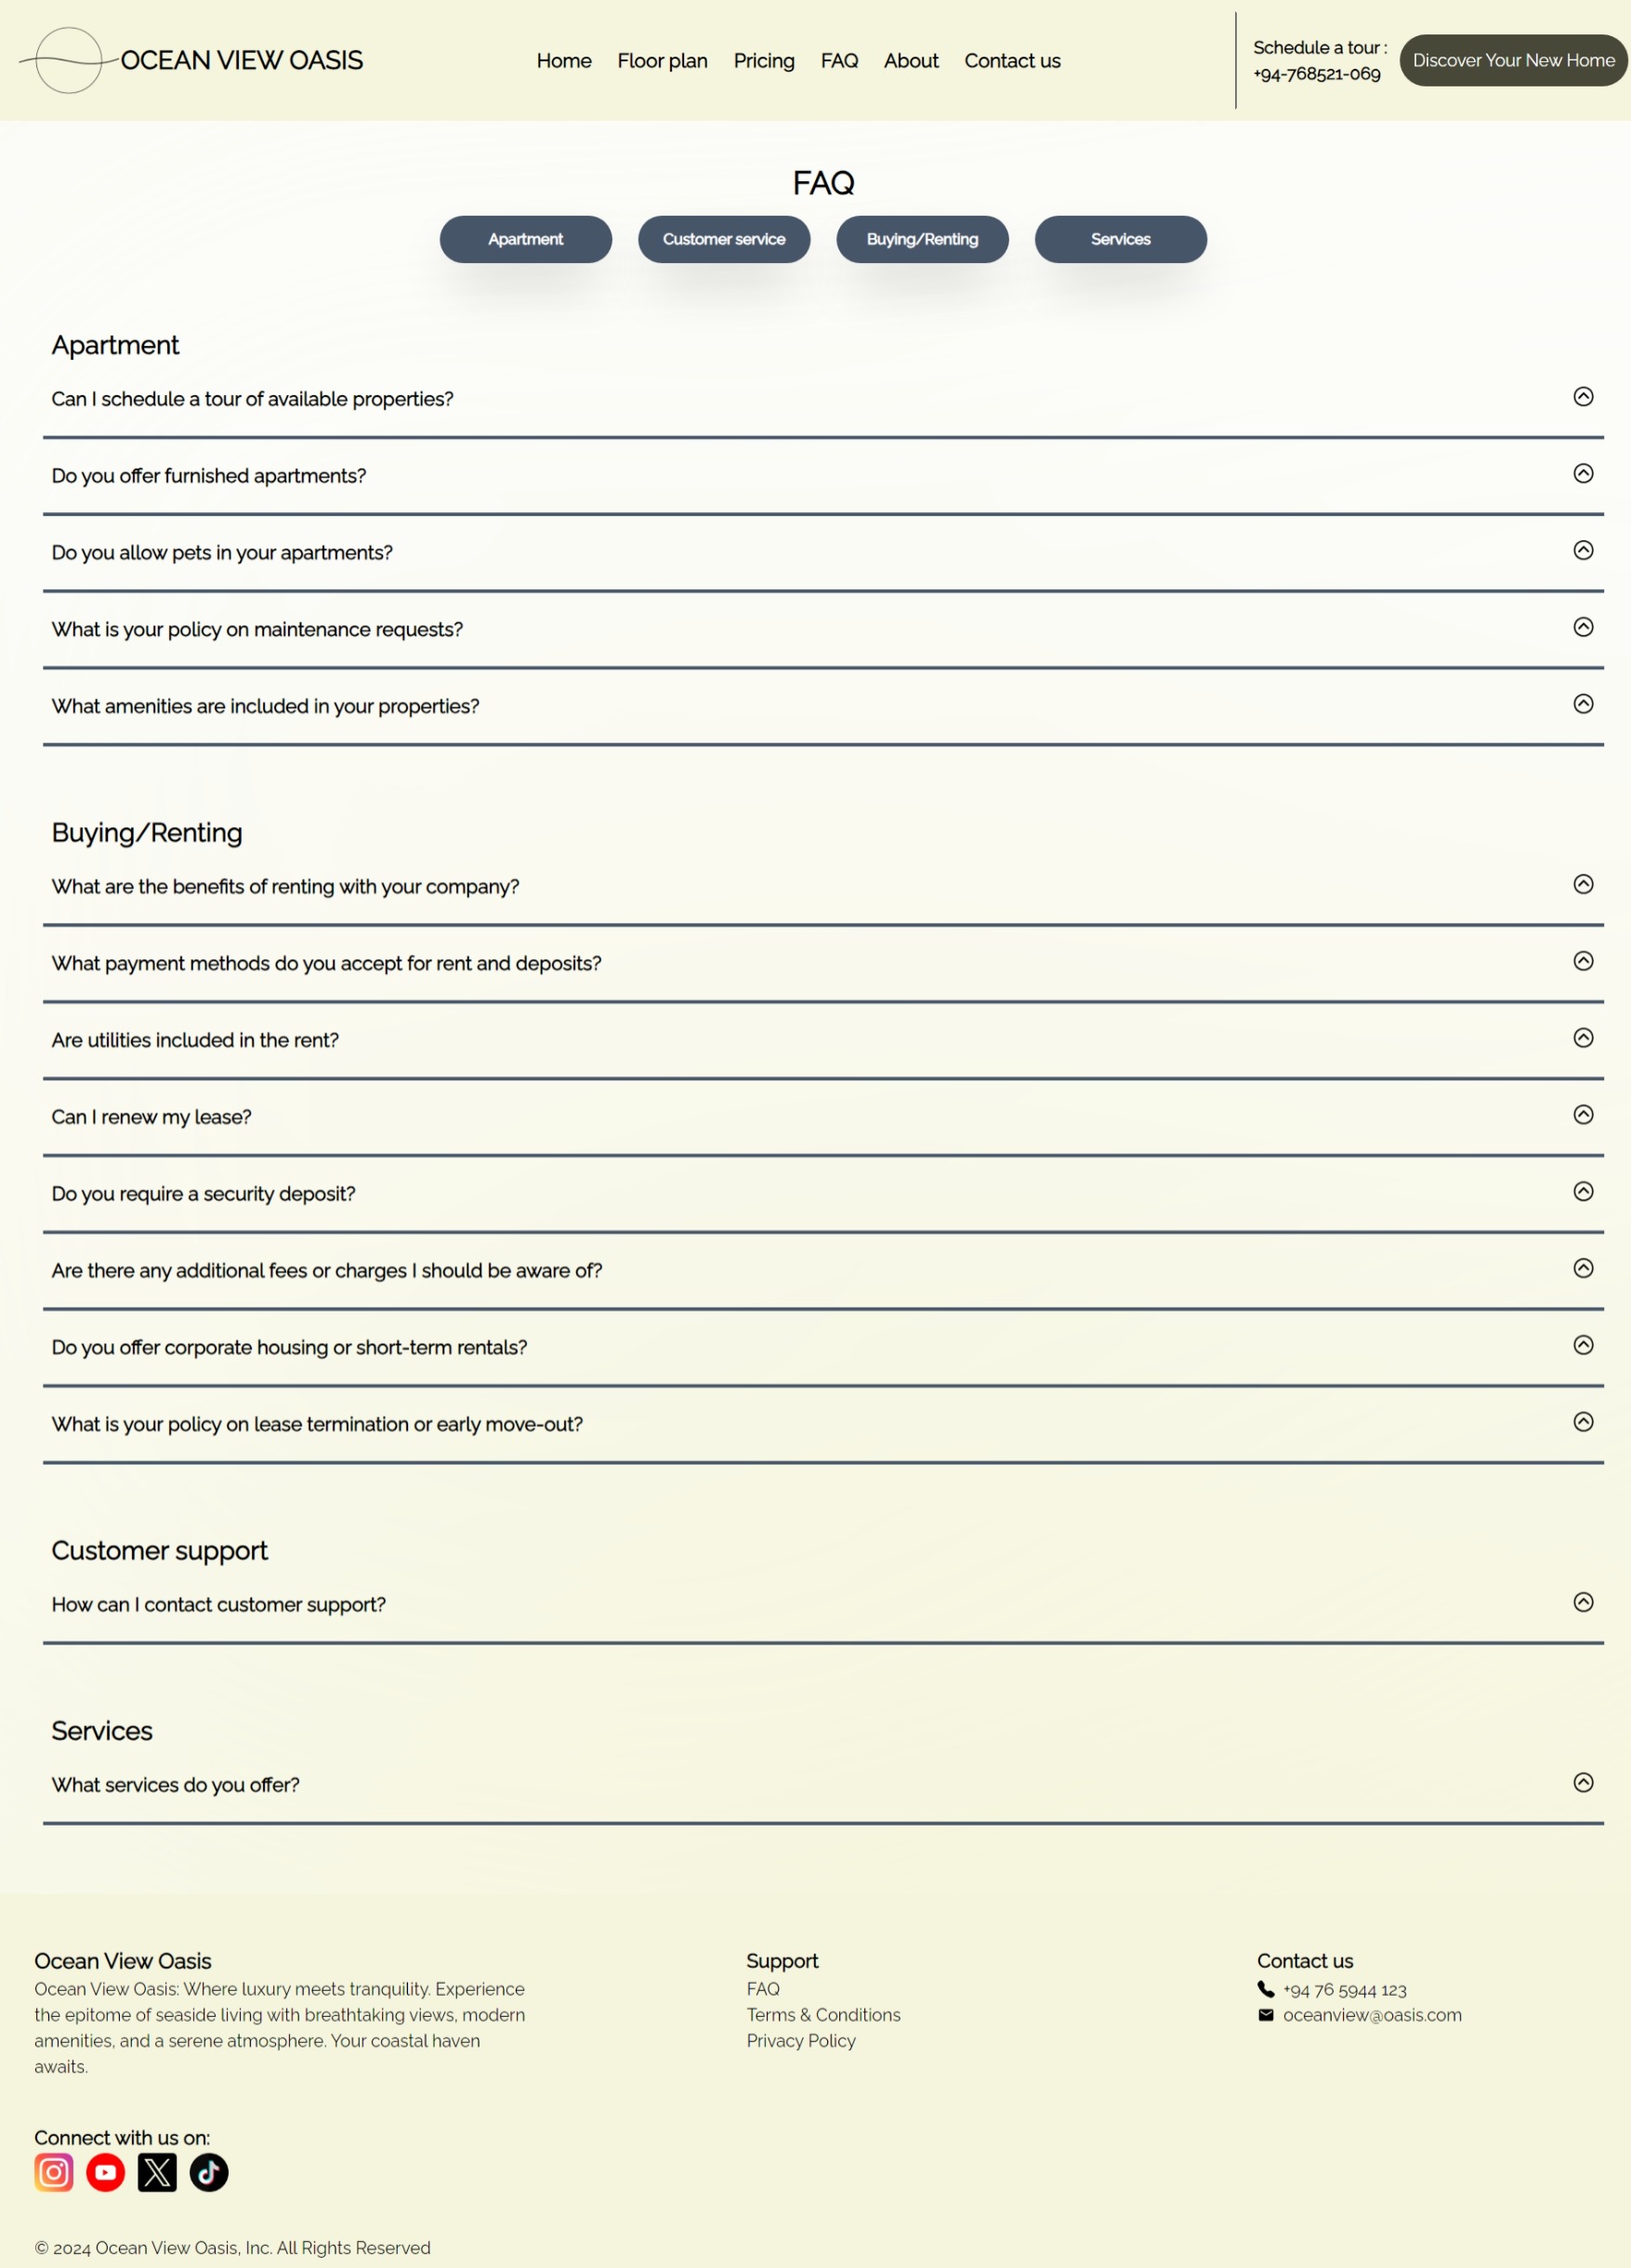 OCEAN VIEW OASIS
Home
Floor plan
Pricing
FAQ
About
Contact us
Schedule a tour :
+94-768521-069
Discover Your New Home
FAQ
Apartment
Customer service
Buying/Renting
Services
Apartment
Can I schedule a tour of available properties?
Do you offer furnished apartments?
Do you allow pets in your apartments?
What is your policy on maintenance requests?
What amenities are included in your properties?
Buying/Renting
What are the benefits of renting with your company?
What payment methods do you accept for rent and deposits?
Are utilities included in the rent?
Can I renew my lease?
Do you require a security deposit?
Are there any additional fees or charges I should be aware of?
Do you offer corporate housing or short-term rentals?
What is your policy on lease termination or early move-out?
Customer support
How can I contact customer support?
Services
What services do you offer?
Ocean View Oasis
Ocean View Oasis: Where luxury meets tranquility. Experience
the epitome of seaside living with breathtaking views, modern
amenities, and a serene atmosphere. Your coastal haven
awaits.
Support
FAQ
Terms & Conditions
Privacy Policy
Contact us
+94 76 5944 123
oceanview@oasis.com
Connect with us on:
© 2024 Ocean View Oasis, Inc. All Rights Reserved